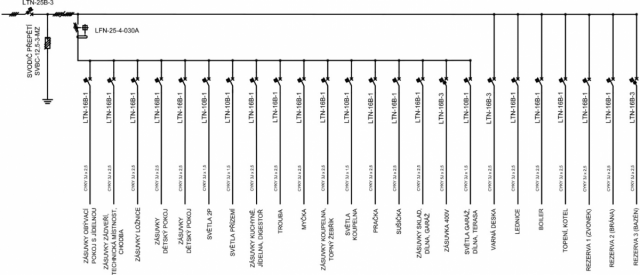 LTN-25B-3
SVODIČ PŘEPĚTÍ
SVBC-12,5-3-MZ
LFN-25-4-030A
LTN-16B-1
LTN-16B-1
LTN-16B-1
LTN-16B-1
LTN-16B-1
LTN-10B-1
LTN-10B-1
LTN-16B-1
LTN-16B-1
LTN-16B-1
LTN-16B-1
LTN-10B-1
LTN-16B-1
LTN-16B-1
LTN-16B-1
LTN-16B-3
LTN-10B-1
LTN-16B-3
LTN-16B-1
LTN-16B-1
LTN-16B-1
LTN-16B-1
LTN-16B-1
LTN-16B-3
ZÁSUVKY OBÝVACÍ
POKOJ S JÍDELNOU
ZÁSUVKY ZÁDVEŘÍ,
TECHNICKÁ MÍSTNOST,
CHODBA
ZÁSUVKY LOŽNICE
ZÁSUVKY
DĚTSKÝ POKOJ
ZÁSUVKY
DĚTSKÝ POKOJ
SVĚTLA 2P
SVĚTLA PŘÍZEMÍ
ZÁSUVKY KUCHYNĚ,
JÍDELNA, DIGESTOŘ
TROUBA
MYČKA
ZÁSUVKY KOUPELNA,
TOPNÝ ŽEBŘÍK
SVĚTLA
KOUPELNA
PRAČKA
SUŠIČKA
ZÁSUVKY SKLAD,
DÍLNA, GARÁŽ
ZÁSUVKA 400V
SVĚTLA GARÁŽ,
DÍLNA, TERASA
VARNÁ DESKA
LEDNICE
BOILER
TOPENÍ, KOTEL
REZERVA 1 (ZVONEK)
REZERVA 2 (BRÁNA)
REZERVA 3 (BAZÉN)